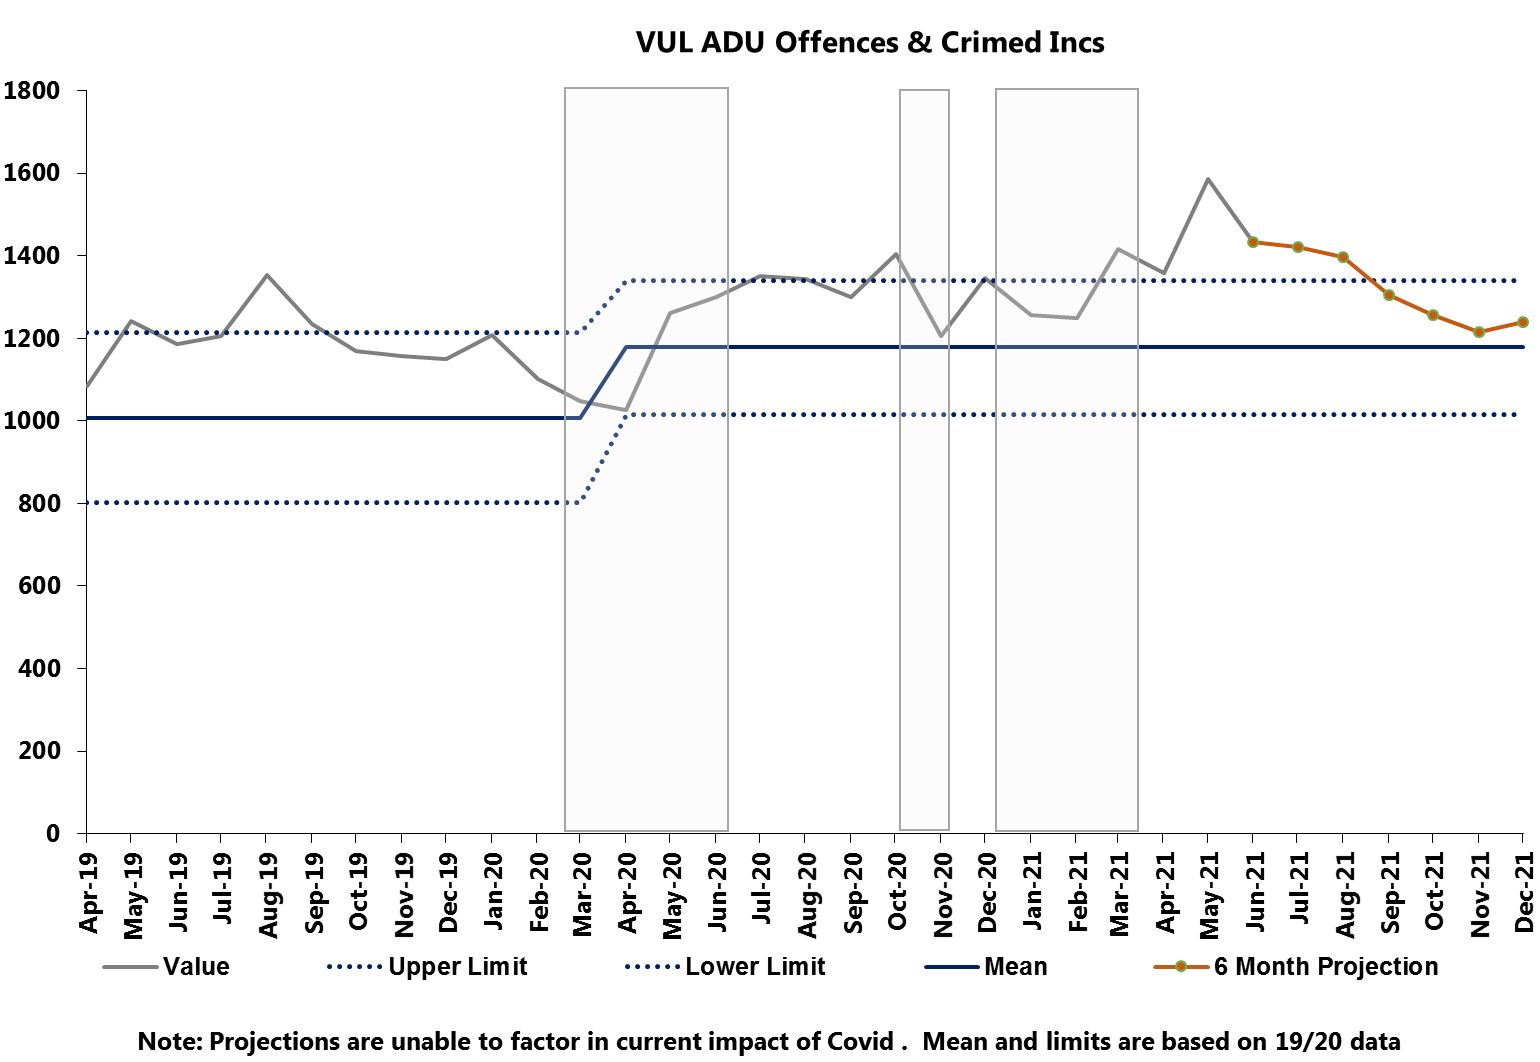 VUL ADU Offences & Crimed Incs
1800
1600
1400
1200
1000
800
600
400
200
0
Apr-19 May-19 Jun-19 Jul-19 Aug-19 Sep-19 Oct-19 Nov-19 Dec-19 Jan-20 Feb-20 Mar-20 Apr-20 May-20 Jun-20 Jul-20 Aug-20 Sep-20 Oct-20 Nov-20 Dec-20 Jan-21 Feb-21 Mar-21 Apr-21 May-21 Jun-21 Jul-21 Aug-21 Sep-21 Oct-21 Nov-21 Dec-21
Value Upper Limit Lower Limit Mean 6 Month Projection
Note: Projections are unable to factor in current impact of Covid .  Mean and limits are based on 19/20 data